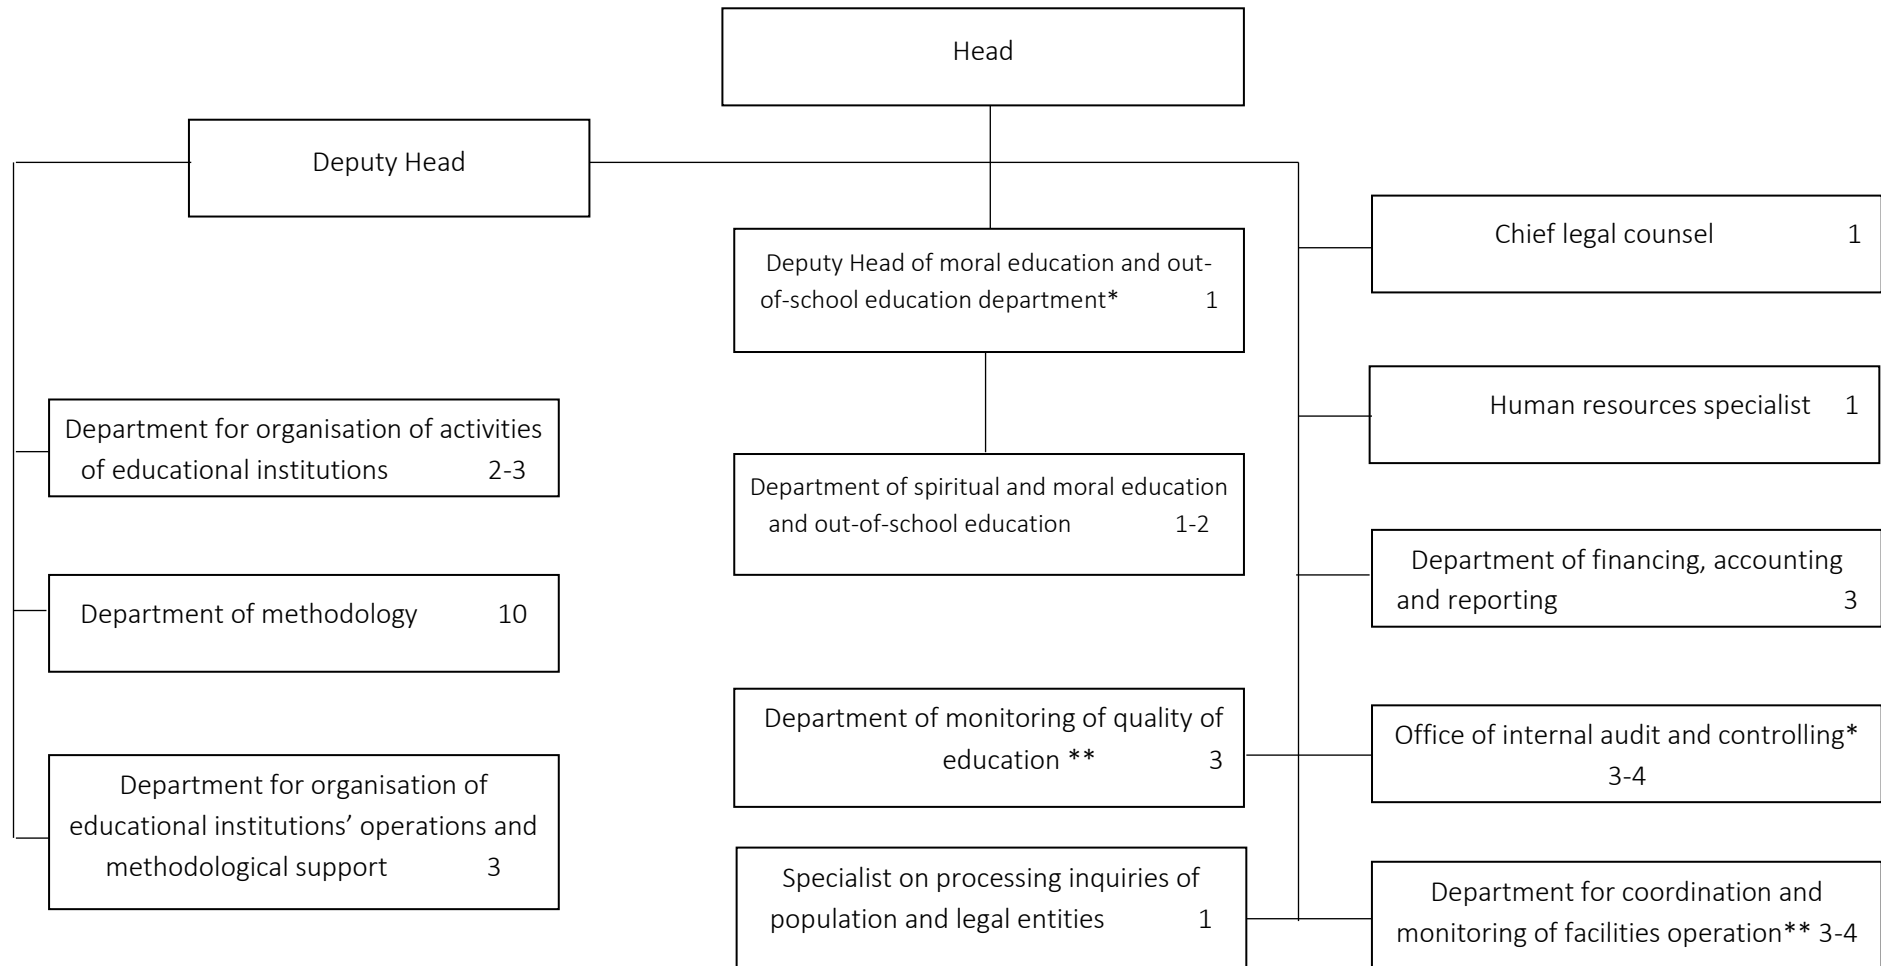 Head
Deputy Head
Deputy Head of moral education and out-
of-school education department* 1
Department of spiritual and moral education
and out-of-school education 1-2
Department for organisation of activities
of educational institutions 2-3
Department of methodology 10
Department for organisation of
educational institutions’ operations and
methodological support 3
Department of monitoring of quality of
education ** 3
Specialist on processing inquiries of
population and legal entities 1
Chief legal counsel 1
Human resources specialist 1
Department of financing, accounting
and reporting 3
Office of internal audit and controlling*
3-4
Department for coordination and
monitoring of facilities operation** 3-4